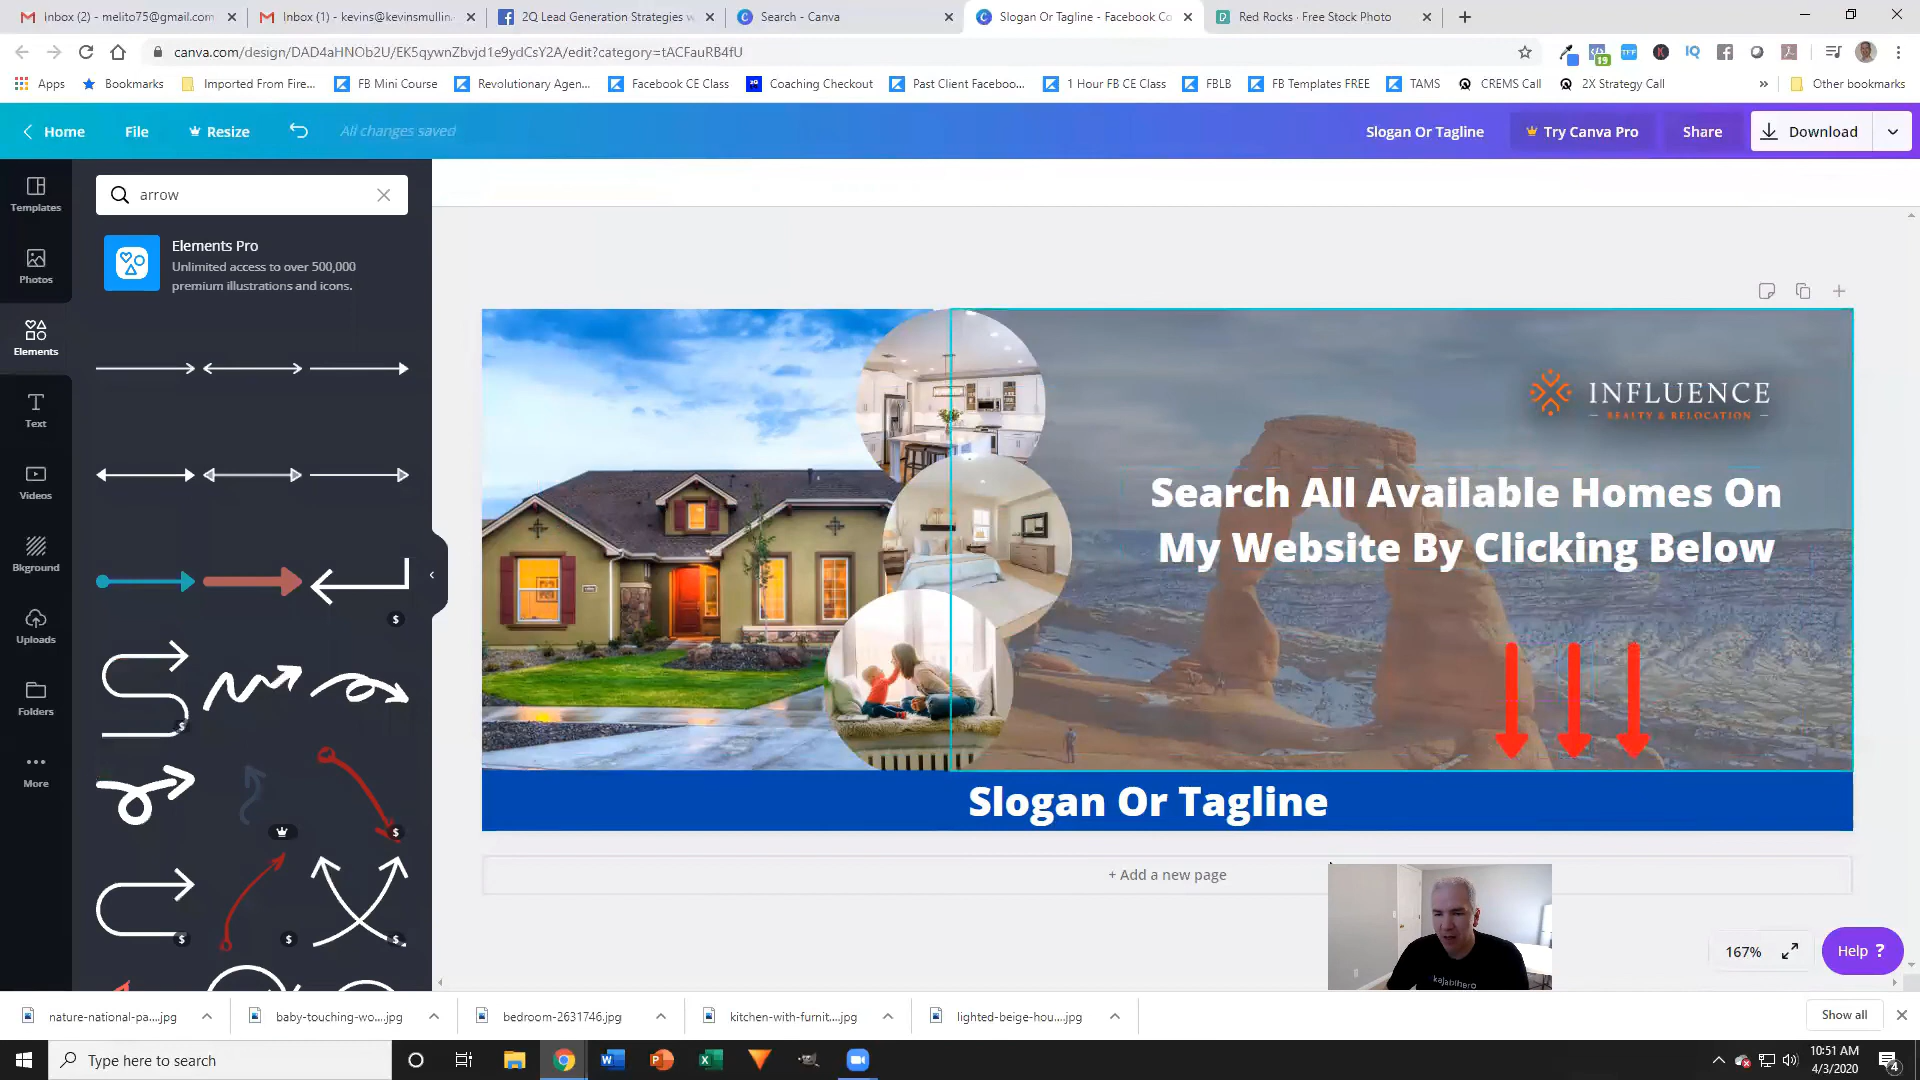 Inbox (2) - melito75@gmail.com
Inbox (1) - kevins@kevinsmullin.
2Q Lead Generation Strategies w
Search - Canva
Slogan Or Tagline - Facebook Co
Red Rocks · Free Stock Photo
canva.com/design/DAD4aHNOb2U/EK5qywnZbvjd1e9ydCsY2A/edit?category=tACFauRB4fU
19
Apps
Bookmarks
Imported From Fire...
FB Mini Course
Revolutionary Agen...
Facebook CE Class
Coaching Checkout
Past Client Faceboo...
1 Hour FB CE Class
FBLB
FB Templates FREE
TAMS
CREMS Call
2X Strategy Call
Other bookmarks
Home
File
Resize
All changes saved
Slogan Or Tagline
Try Canva Pro
Share
Download
Templates
Photos
Elements
Text
Videos
Bkground
Uploads
Folders
More
arrow
Elements Pro
Unlimited access to over 500,000
premium illustrations and icons.
INFLUENCE
REALTY & RELOCATION
Search All Available Homes On
My Website By Clicking Below
Slogan Or Tagline
+ Add a new page
kajabihero
167%
Help ?
nature-national-pa....jpg
baby-touching-wo....jpg
bedroom-2631746.jpg
kitchen-with-furnit....jpg
lighted-beige-hou....jpg
Show all
Type here to search
10:51 AM
4/3/2020
4